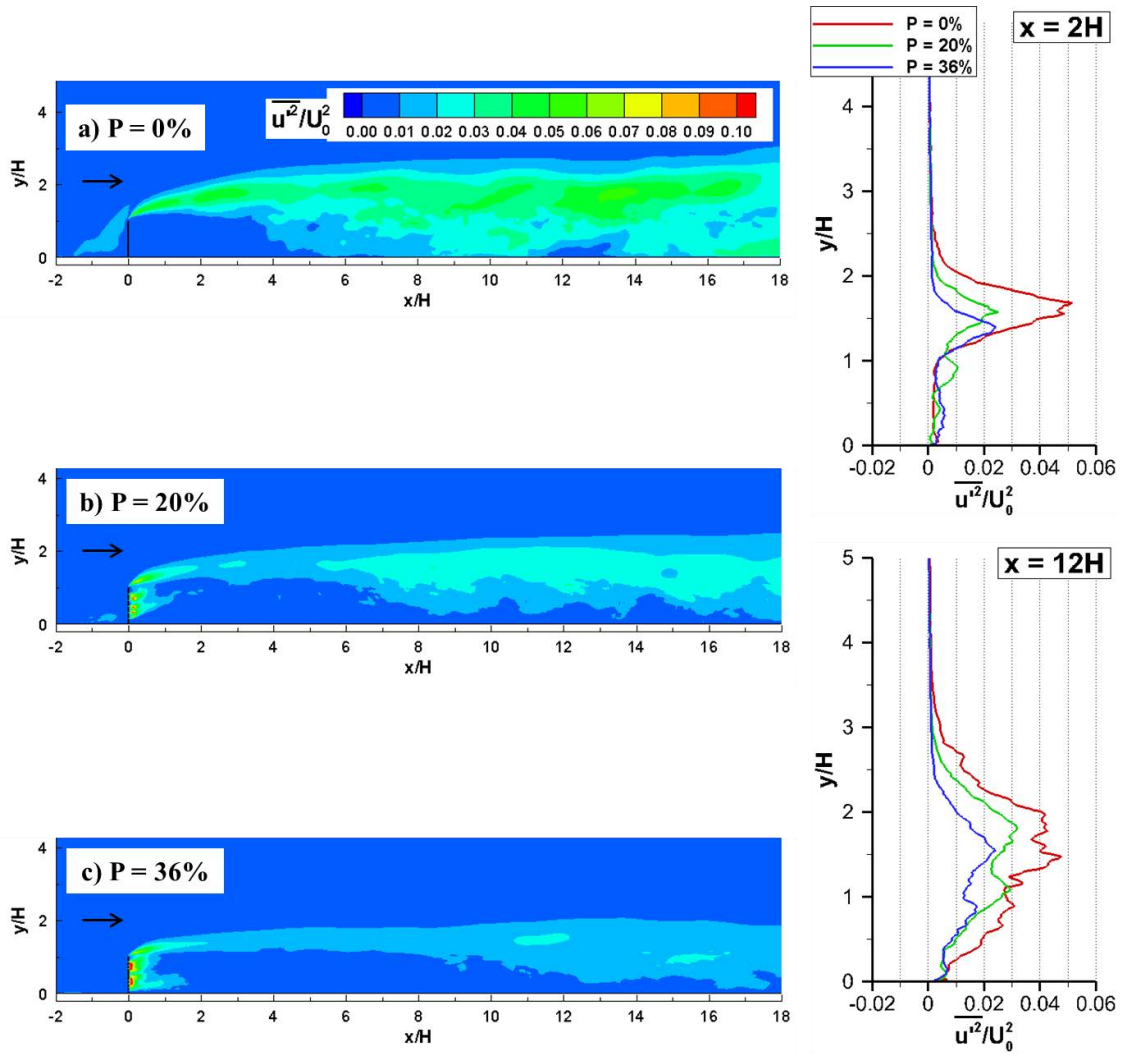 a) P = 0%
u'²/U₀²
0.00 0.01 0.02 0.03 0.04 0.05 0.06 0.07 0.08 0.09 0.10
y/H
4
2
0
-2 0 2 4 6 8 10 12 14 16 18
x/H
b) P = 20%
y/H
4
2
0
-2 0 2 4 6 8 10 12 14 16 18
x/H
c) P = 36%
y/H
4
2
0
-2 0 2 4 6 8 10 12 14 16 18
x/H
P = 0%
P = 20%
P = 36%
x = 2H
y/H
4
3
2
1
0
-0.02 0 0.02 0.04 0.06
u'²/U₀²
x = 12H
y/H
5
4
3
2
1
0
-0.02 0 0.02 0.04 0.06
u'²/U₀²